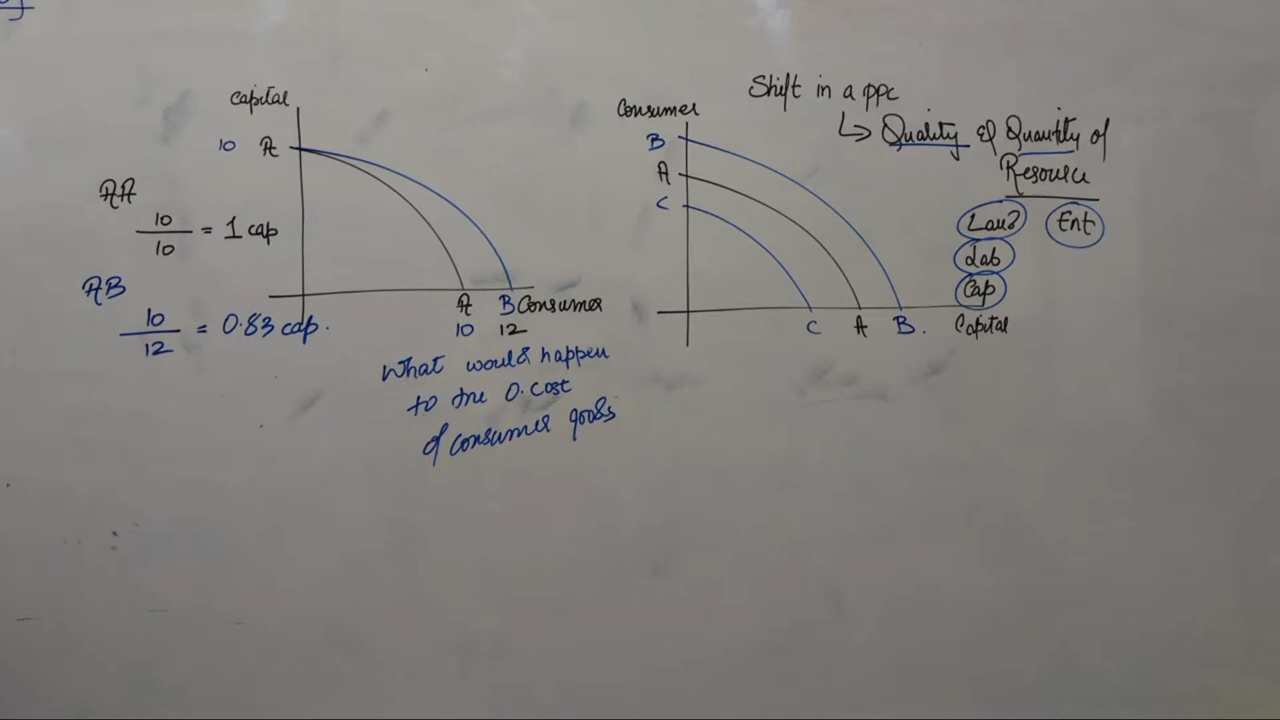 capital
10 A
AA
10
10
= 1 cap
AB
10
12
= 0.83 cap.
A B Consumer
10 12
What would happen
to the O.cost
of consumer goods
Shift in a ppc
↳ Quality & Quantity of
Resource
Land Ent
Lab
Cap
Consumer
B
A
C
C A B. Capital